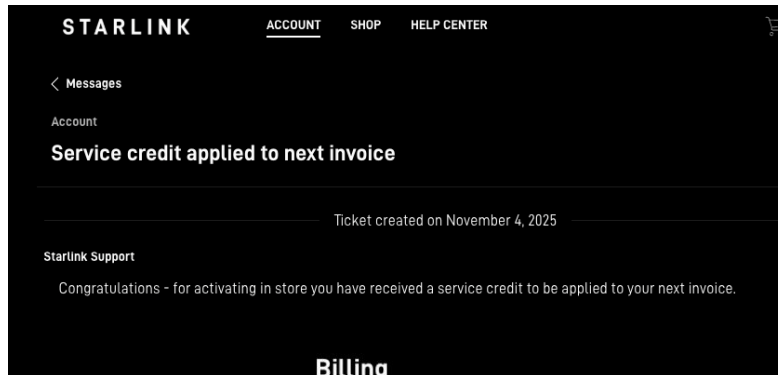 STARLINK ACCOUNT SHOP HELP CENTER
Messages
Account
Service credit applied to next invoice
Ticket created on November 4, 2025
Starlink Support
Congratulations - for activating in store you have received a service credit to be applied to your next invoice.
Billing